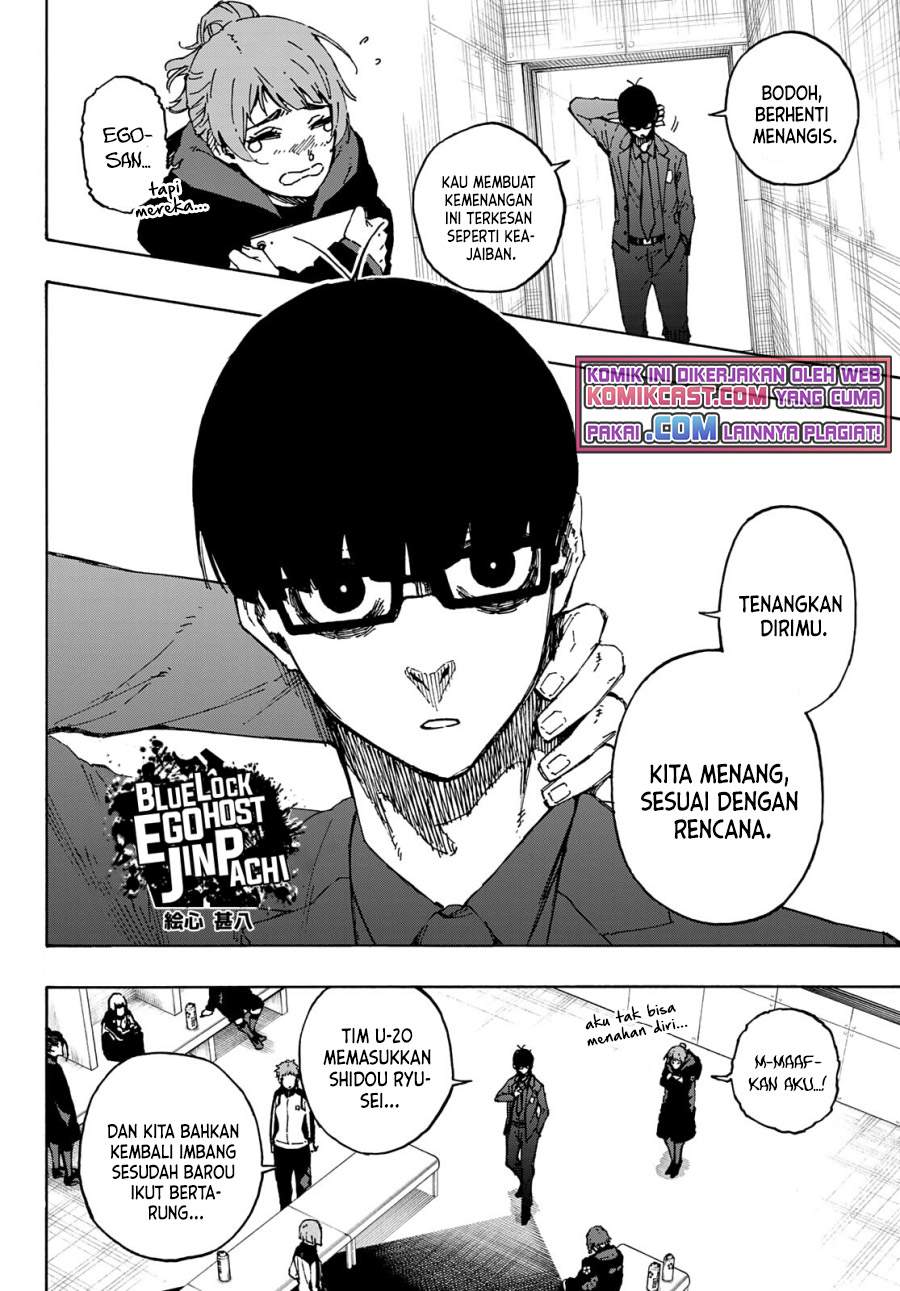 BODOH,
BERHENTI
MENANGIS.
KAU MEMBUAT
KEMENANGAN
INI TERKESAN
SEPERTI KEA-
JAIBAN.
EGO-
SAN...
tapi
mereka...
KOMIK INI DIKERJAKAN OLEH WEB
KOMIKCAST.COM YANG CUMA
PAKAI .COM LAINNYA PLAGIAT!
TENANGKAN
DIRIMU.
KITA MENANG,
SESUAI DENGAN
RENCANA.
BLUELOCK
EGOHOST
JINPACHI
絵心 甚八
M-MAAF-
KAN AKU...!
aku tak bisa
menahan diri...
TIM U-20
MEMASUKKAN
SHIDOU RYU-
SEI...
DAN KITA BAHKAN
KEMBALI IMBANG
SESUDAH BAROU
IKUT BERTA-
RUNG...